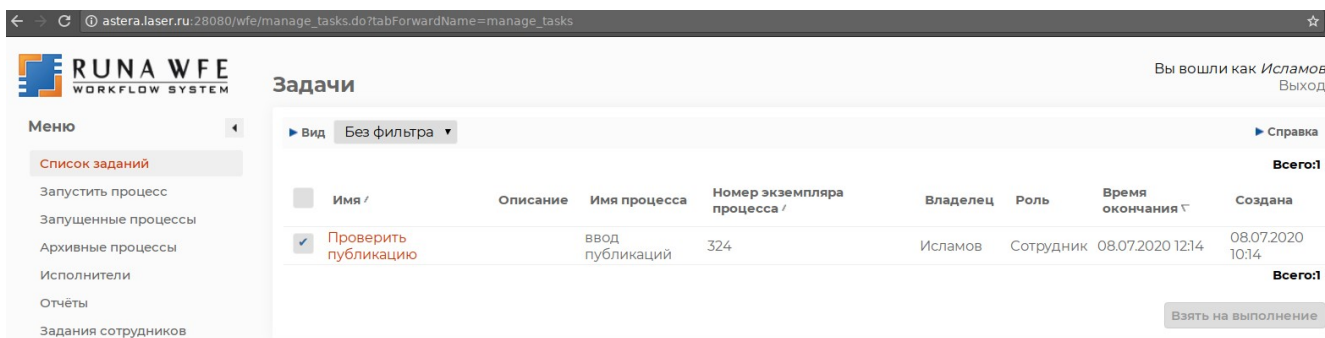 astera.laser.ru:28080/wfe/manage_tasks.do?tabForwardName=manage_tasks
RUNA WFE
WORKFLOW SYSTEM
Задачи
Вы вошли как Исламов
Выход
Меню
Вид Без фильтра
Справка
Список заданий
Запустить процесс
Запущенные процессы
Архивные процессы
Исполнители
Отчёты
Задания сотрудников
Всего:1
Имя Описание Имя процесса Номер экземпляра процесса Владелец Роль Время окончания Создана
Проверить публикацию ввод публикаций 324 Исламов Сотрудник 08.07.2020 12:14 08.07.2020 10:14
Всего:1
Взять на выполнение